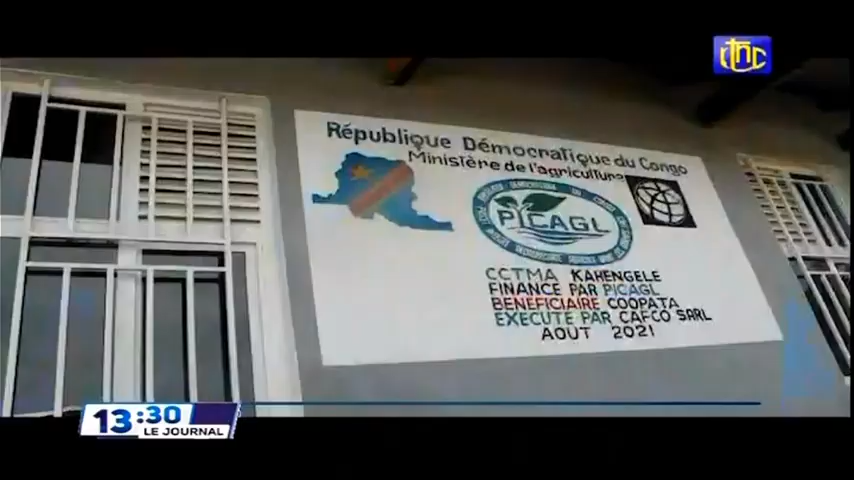 rtnc
République Démocratique du Congo
Ministère de l'agriculture
PICAGL
CCTMA KAHENGELE
FINANCE PAR PICAGL
BENEFICIAIRE COOPATA
EXECUTE PAR CAFCO SARL
AOUT 2021
13:30
LE JOURNAL